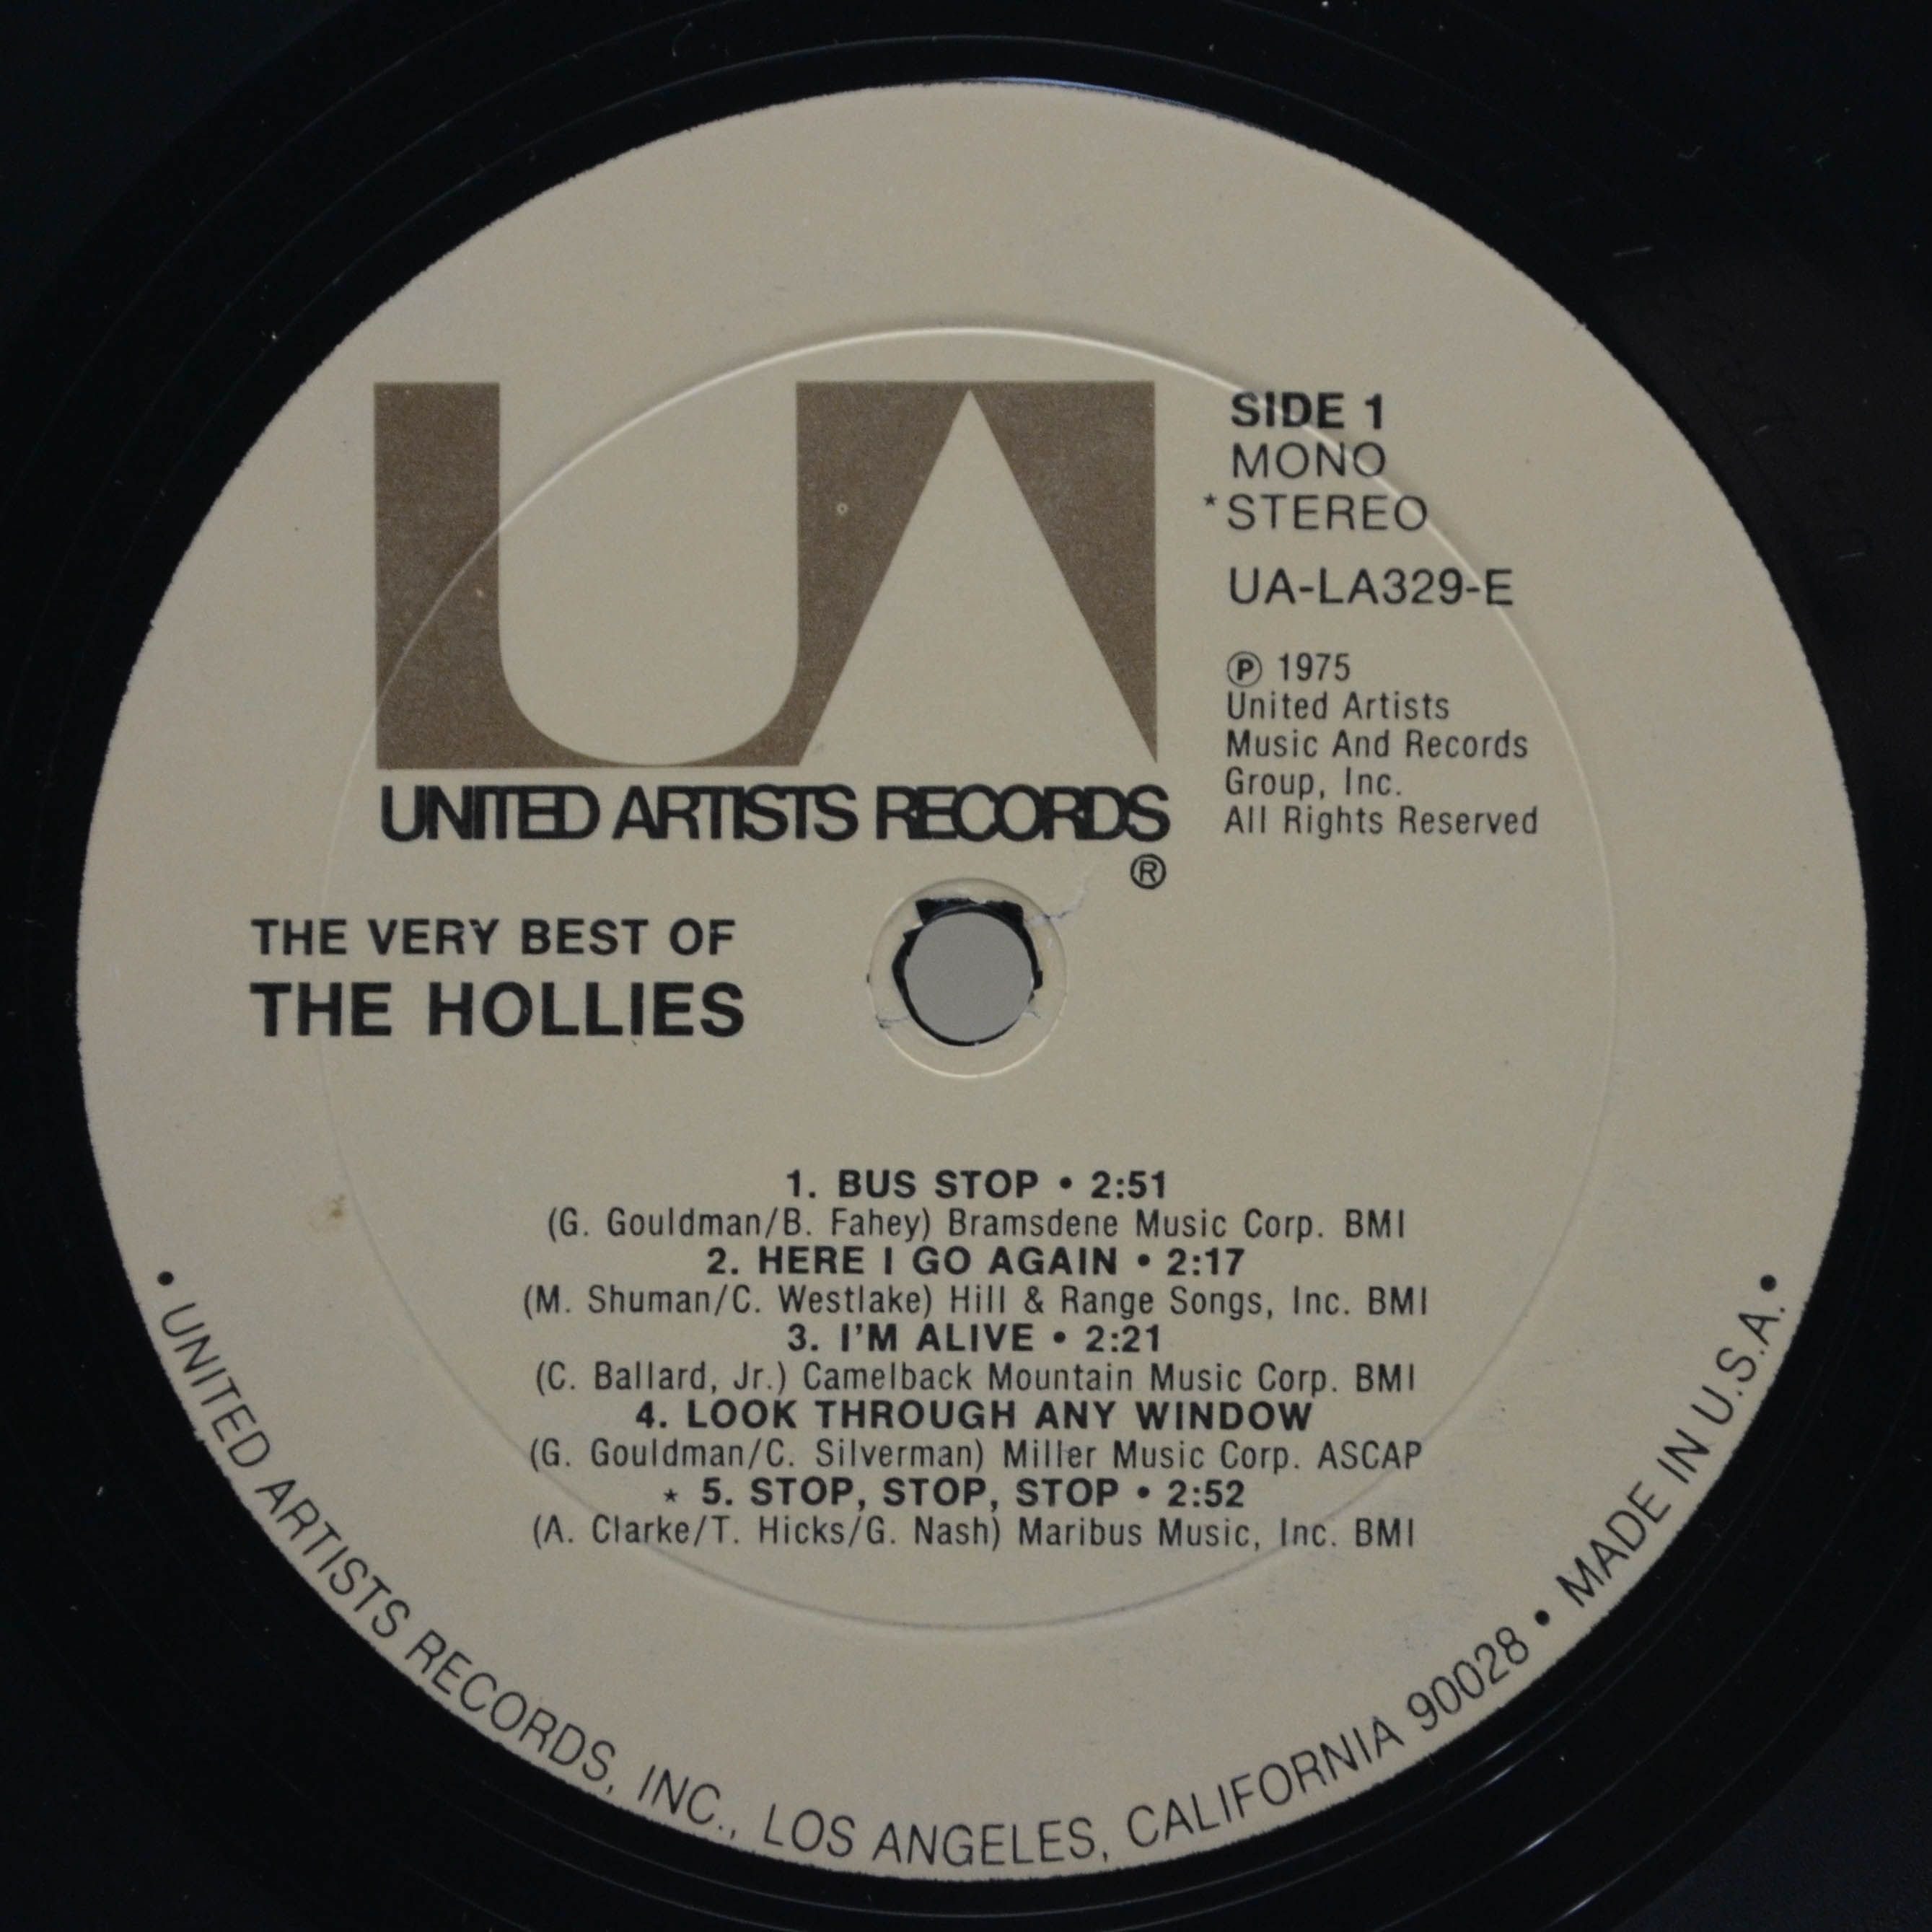 UA
SIDE 1
MONO
*STEREO
UA-LA329-E
℗ 1975
United Artists
Music And Records
Group, Inc.
All Rights Reserved
UNITED ARTISTS RECORDS
®
THE VERY BEST OF
THE HOLLIES
1. BUS STOP • 2:51
(G. Gouldman/B. Fahey) Bramsdene Music Corp. BMI
2. HERE I GO AGAIN • 2:17
(M. Shuman/C. Westlake) Hill & Range Songs, Inc. BMI
3. I'M ALIVE • 2:21
(C. Ballard, Jr.) Camelback Mountain Music Corp. BMI
4. LOOK THROUGH ANY WINDOW
(G. Gouldman/C. Silverman) Miller Music Corp. ASCAP
* 5. STOP, STOP, STOP • 2:52
(A. Clarke/T. Hicks/G. Nash) Maribus Music, Inc. BMI
• UNITED ARTISTS RECORDS, INC., LOS ANGELES, CALIFORNIA 90028 • MADE IN U.S.A. •